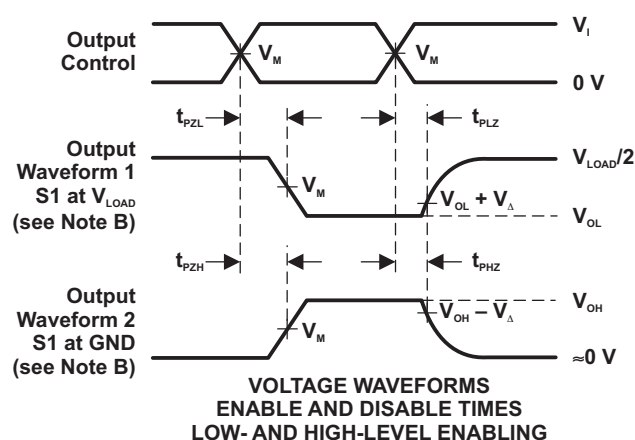 Output
Control
V_M
V_M
V_I
0 V
t_PZL
t_PLZ
Output
Waveform 1
S1 at V_LOAD
(see Note B)
V_M
V_OL + V_Δ
V_LOAD/2
V_OL
t_PZH
t_PHZ
Output
Waveform 2
S1 at GND
(see Note B)
V_M
V_OH – V_Δ
V_OH
≈0 V
VOLTAGE WAVEFORMS
ENABLE AND DISABLE TIMES
LOW- AND HIGH-LEVEL ENABLING